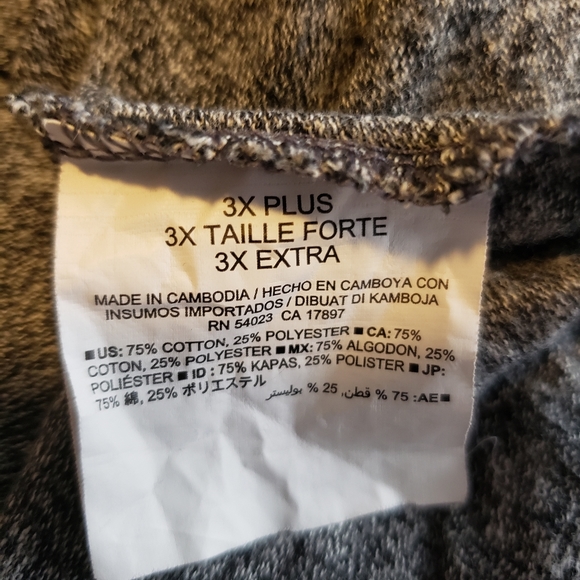 3X PLUS
3X TAILLE FORTE
3X EXTRA
MADE IN CAMBODIA / HECHO EN CAMBOYA CON
INSUMOS IMPORTADOS / DIBUAT DI KAMBOJA
RN 54023 CA 17897
■US: 75% COTTON, 25% POLYESTER ■ CA: 75%
COTON, 25% POLYESTER ■ MX: 75% ALGODON, 25%
POLIÉSTER ■ ID : 75% KAPAS, 25% POLISTER ■ JP:
75% 綿, 25% ポリエステル
■AE: 75 % قطن, 25 % بوليستر